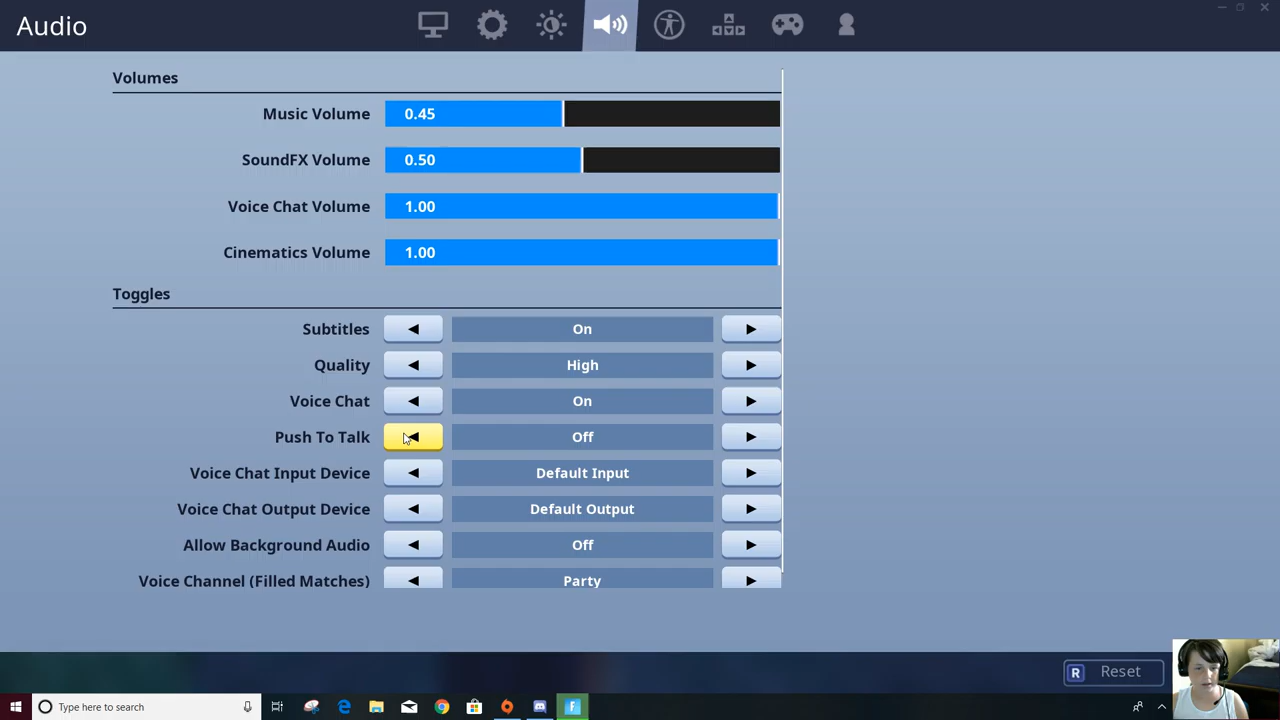 Audio
Volumes
Music Volume 0.45
SoundFX Volume 0.50
Voice Chat Volume 1.00
Cinematics Volume 1.00
Toggles
Subtitles On
Quality High
Voice Chat On
Push To Talk Off
Voice Chat Input Device Default Input
Voice Chat Output Device Default Output
Allow Background Audio Off
Voice Channel (Filled Matches) Party
R Reset
Type here to search